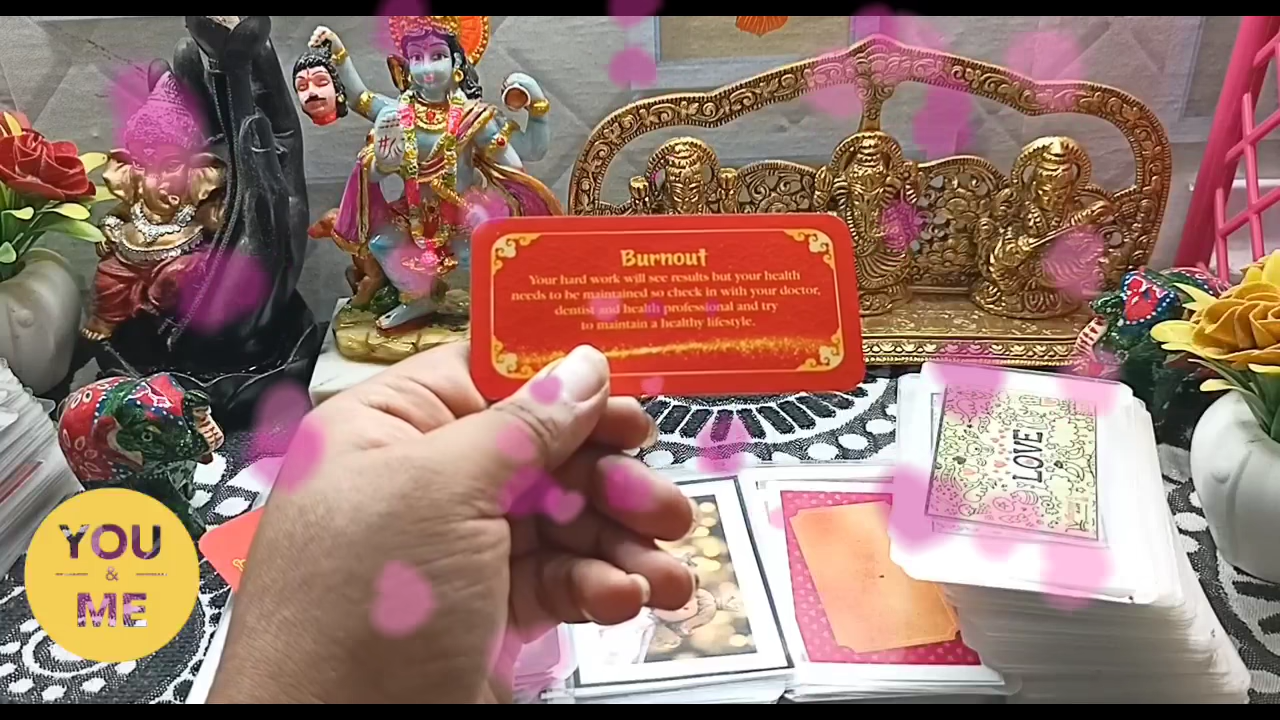 Burnout
Your hard work will see results but your health
needs to be maintained so check in with your doctor,
dentist and health professional and try
to maintain a healthy lifestyle.
LOVE
YOU
&
ME